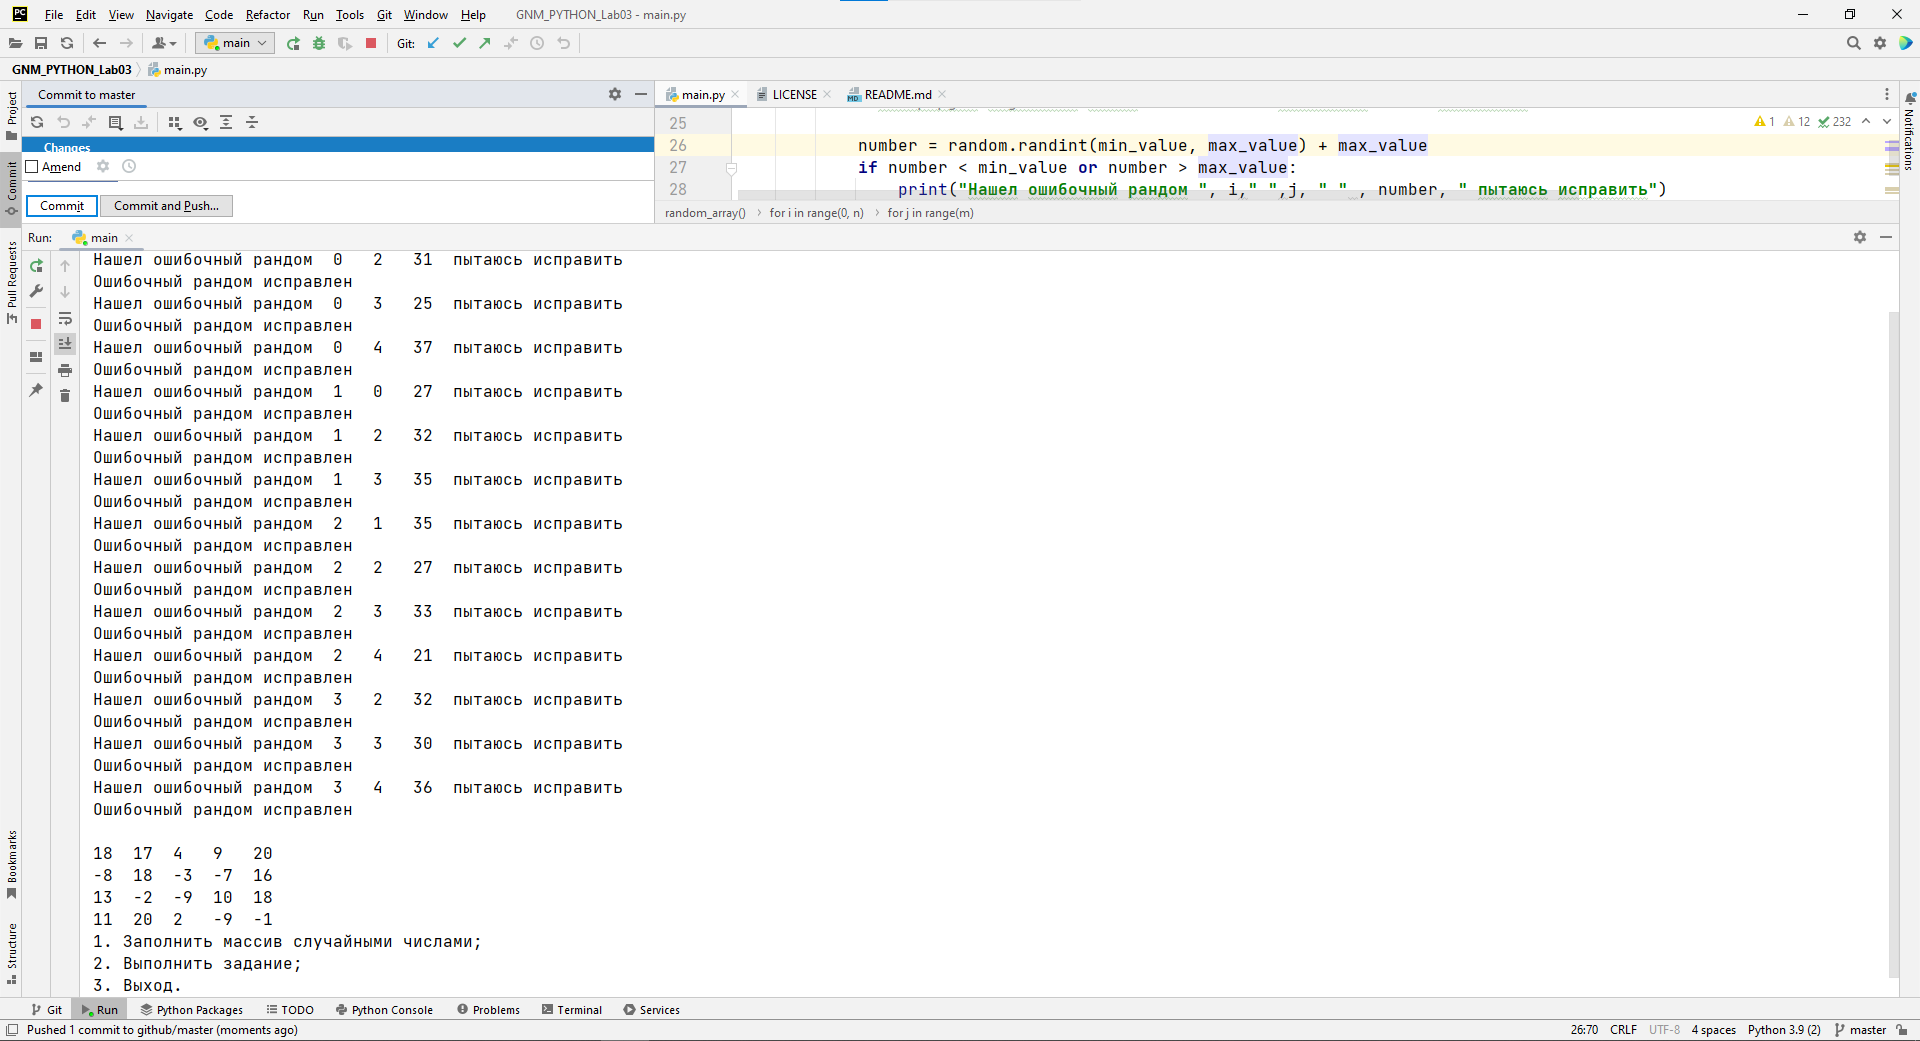 File Edit View Navigate Code Refactor Run Tools Git Window Help GNM_PYTHON_Lab03 - main.py
main Git:
GNM_PYTHON_Lab03 main.py
Project
Commit
Pull Requests
Bookmarks
Structure
Notifications
Commit to master
Changes
Amend
Commit Commit and Push...
main.py LICENSE README.md
1 12 232
25
26 number = random.randint(min_value, max_value) + max_value
27 if number < min_value or number > max_value:
28 print("Нашел ошибочный рандом ", i," ",j, " " , number, " пытаюсь исправить")
random_array() for i in range(0, n) for j in range(m)
Run: main
Нашел ошибочный рандом 0 2 31 пытаюсь исправить
Ошибочный рандом исправлен
Нашел ошибочный рандом 0 3 25 пытаюсь исправить
Ошибочный рандом исправлен
Нашел ошибочный рандом 0 4 37 пытаюсь исправить
Ошибочный рандом исправлен
Нашел ошибочный рандом 1 0 27 пытаюсь исправить
Ошибочный рандом исправлен
Нашел ошибочный рандом 1 2 32 пытаюсь исправить
Ошибочный рандом исправлен
Нашел ошибочный рандом 1 3 35 пытаюсь исправить
Ошибочный рандом исправлен
Нашел ошибочный рандом 2 1 35 пытаюсь исправить
Ошибочный рандом исправлен
Нашел ошибочный рандом 2 2 27 пытаюсь исправить
Ошибочный рандом исправлен
Нашел ошибочный рандом 2 3 33 пытаюсь исправить
Ошибочный рандом исправлен
Нашел ошибочный рандом 2 4 21 пытаюсь исправить
Ошибочный рандом исправлен
Нашел ошибочный рандом 3 2 32 пытаюсь исправить
Ошибочный рандом исправлен
Нашел ошибочный рандом 3 3 30 пытаюсь исправить
Ошибочный рандом исправлен
Нашел ошибочный рандом 3 4 36 пытаюсь исправить
Ошибочный рандом исправлен
18 17 4 9 20
-8 18 -3 -7 16
13 -2 -9 10 18
11 20 2 -9 -1
1. Заполнить массив случайными числами;
2. Выполнить задание;
3. Выход.
Git Run Python Packages TODO Python Console Problems Terminal Services
Pushed 1 commit to github/master (moments ago) 26:70 CRLF UTF-8 4 spaces Python 3.9 (2) master